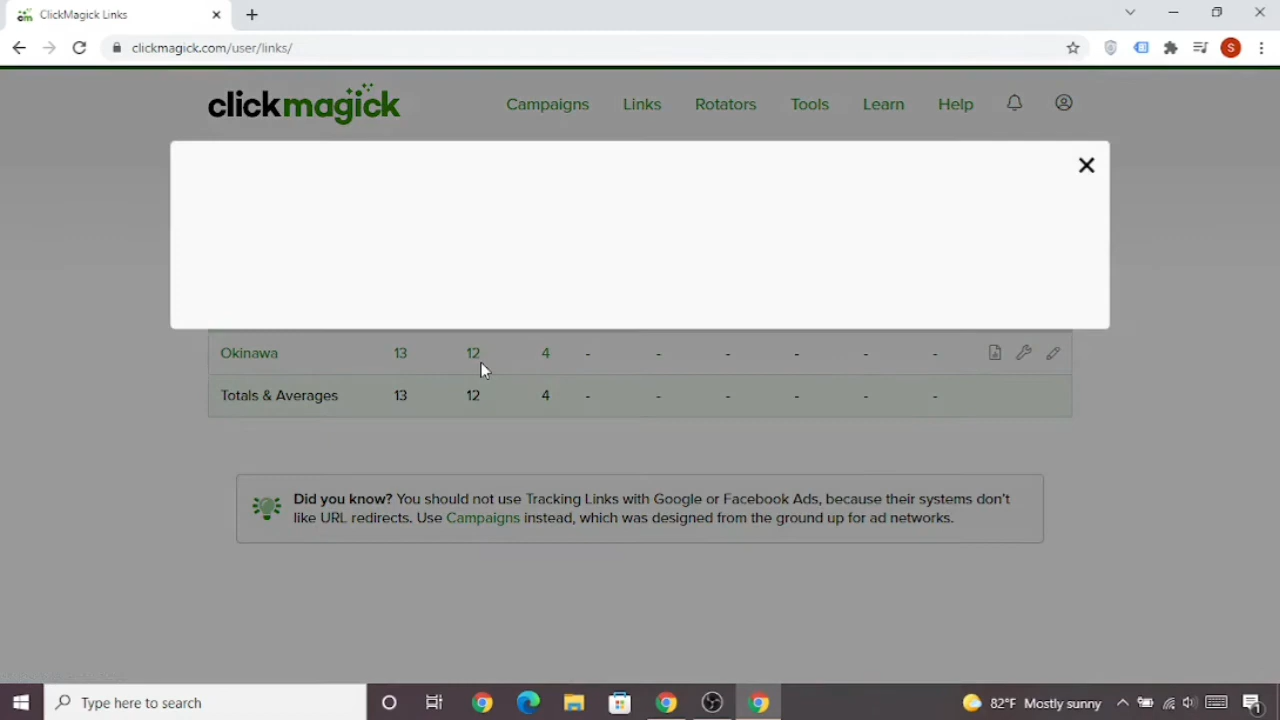 ClickMagick Links
clickmagick.com/user/links/
S
clickmagick
Campaigns Links Rotators Tools Learn Help
Okinawa 13 12 4 - - - - - -
Totals & Averages 13 12 4 - - - - - -
Did you know? You should not use Tracking Links with Google or Facebook Ads, because their systems don't
like URL redirects. Use Campaigns instead, which was designed from the ground up for ad networks.
Type here to search
82°F Mostly sunny
1